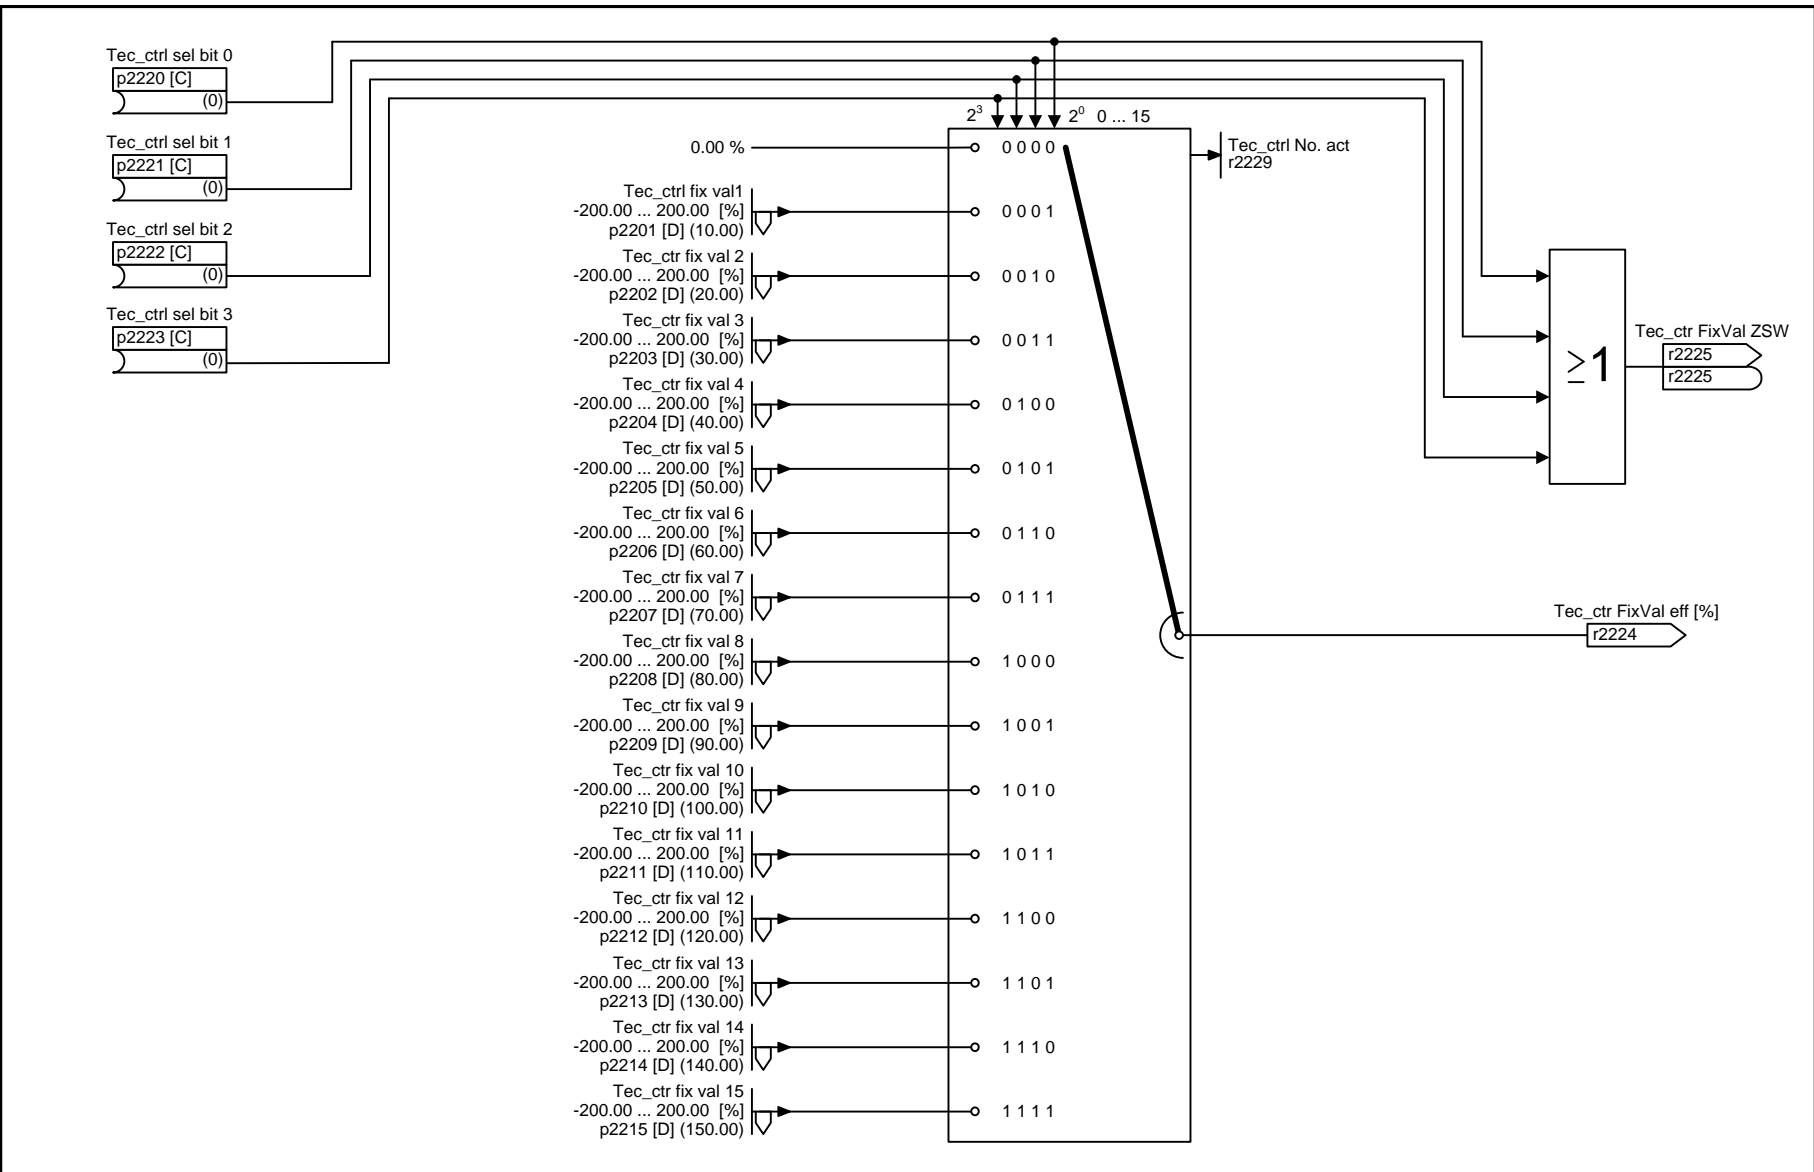 Tec_ctrl sel bit 0
p2220 [C]
(0)
Tec_ctrl sel bit 1
p2221 [C]
(0)
Tec_ctrl sel bit 2
p2222 [C]
(0)
Tec_ctrl sel bit 3
p2223 [C]
(0)
2³ 2⁰ 0 ... 15
0.00 % 0 0 0 0
Tec_ctrl No. act
r2229
Tec_ctrl fix val1
-200.00 ... 200.00 [%] 0 0 0 1
p2201 [D] (10.00)
Tec_ctr fix val 2
-200.00 ... 200.00 [%] 0 0 1 0
p2202 [D] (20.00)
Tec_ctr fix val 3
-200.00 ... 200.00 [%] 0 0 1 1
p2203 [D] (30.00)
Tec_ctr fix val 4
-200.00 ... 200.00 [%] 0 1 0 0
p2204 [D] (40.00)
Tec_ctr fix val 5
-200.00 ... 200.00 [%] 0 1 0 1
p2205 [D] (50.00)
Tec_ctr fix val 6
-200.00 ... 200.00 [%] 0 1 1 0
p2206 [D] (60.00)
Tec_ctr fix val 7
-200.00 ... 200.00 [%] 0 1 1 1
p2207 [D] (70.00)
Tec_ctr fix val 8
-200.00 ... 200.00 [%] 1 0 0 0
p2208 [D] (80.00)
Tec_ctr fix val 9
-200.00 ... 200.00 [%] 1 0 0 1
p2209 [D] (90.00)
Tec_ctr fix val 10
-200.00 ... 200.00 [%] 1 0 1 0
p2210 [D] (100.00)
Tec_ctr fix val 11
-200.00 ... 200.00 [%] 1 0 1 1
p2211 [D] (110.00)
Tec_ctr fix val 12
-200.00 ... 200.00 [%] 1 1 0 0
p2212 [D] (120.00)
Tec_ctr fix val 13
-200.00 ... 200.00 [%] 1 1 0 1
p2213 [D] (130.00)
Tec_ctr fix val 14
-200.00 ... 200.00 [%] 1 1 1 0
p2214 [D] (140.00)
Tec_ctr fix val 15
-200.00 ... 200.00 [%] 1 1 1 1
p2215 [D] (150.00)
≥1
Tec_ctr FixVal ZSW
r2225
r2225
Tec_ctr FixVal eff [%]
r2224